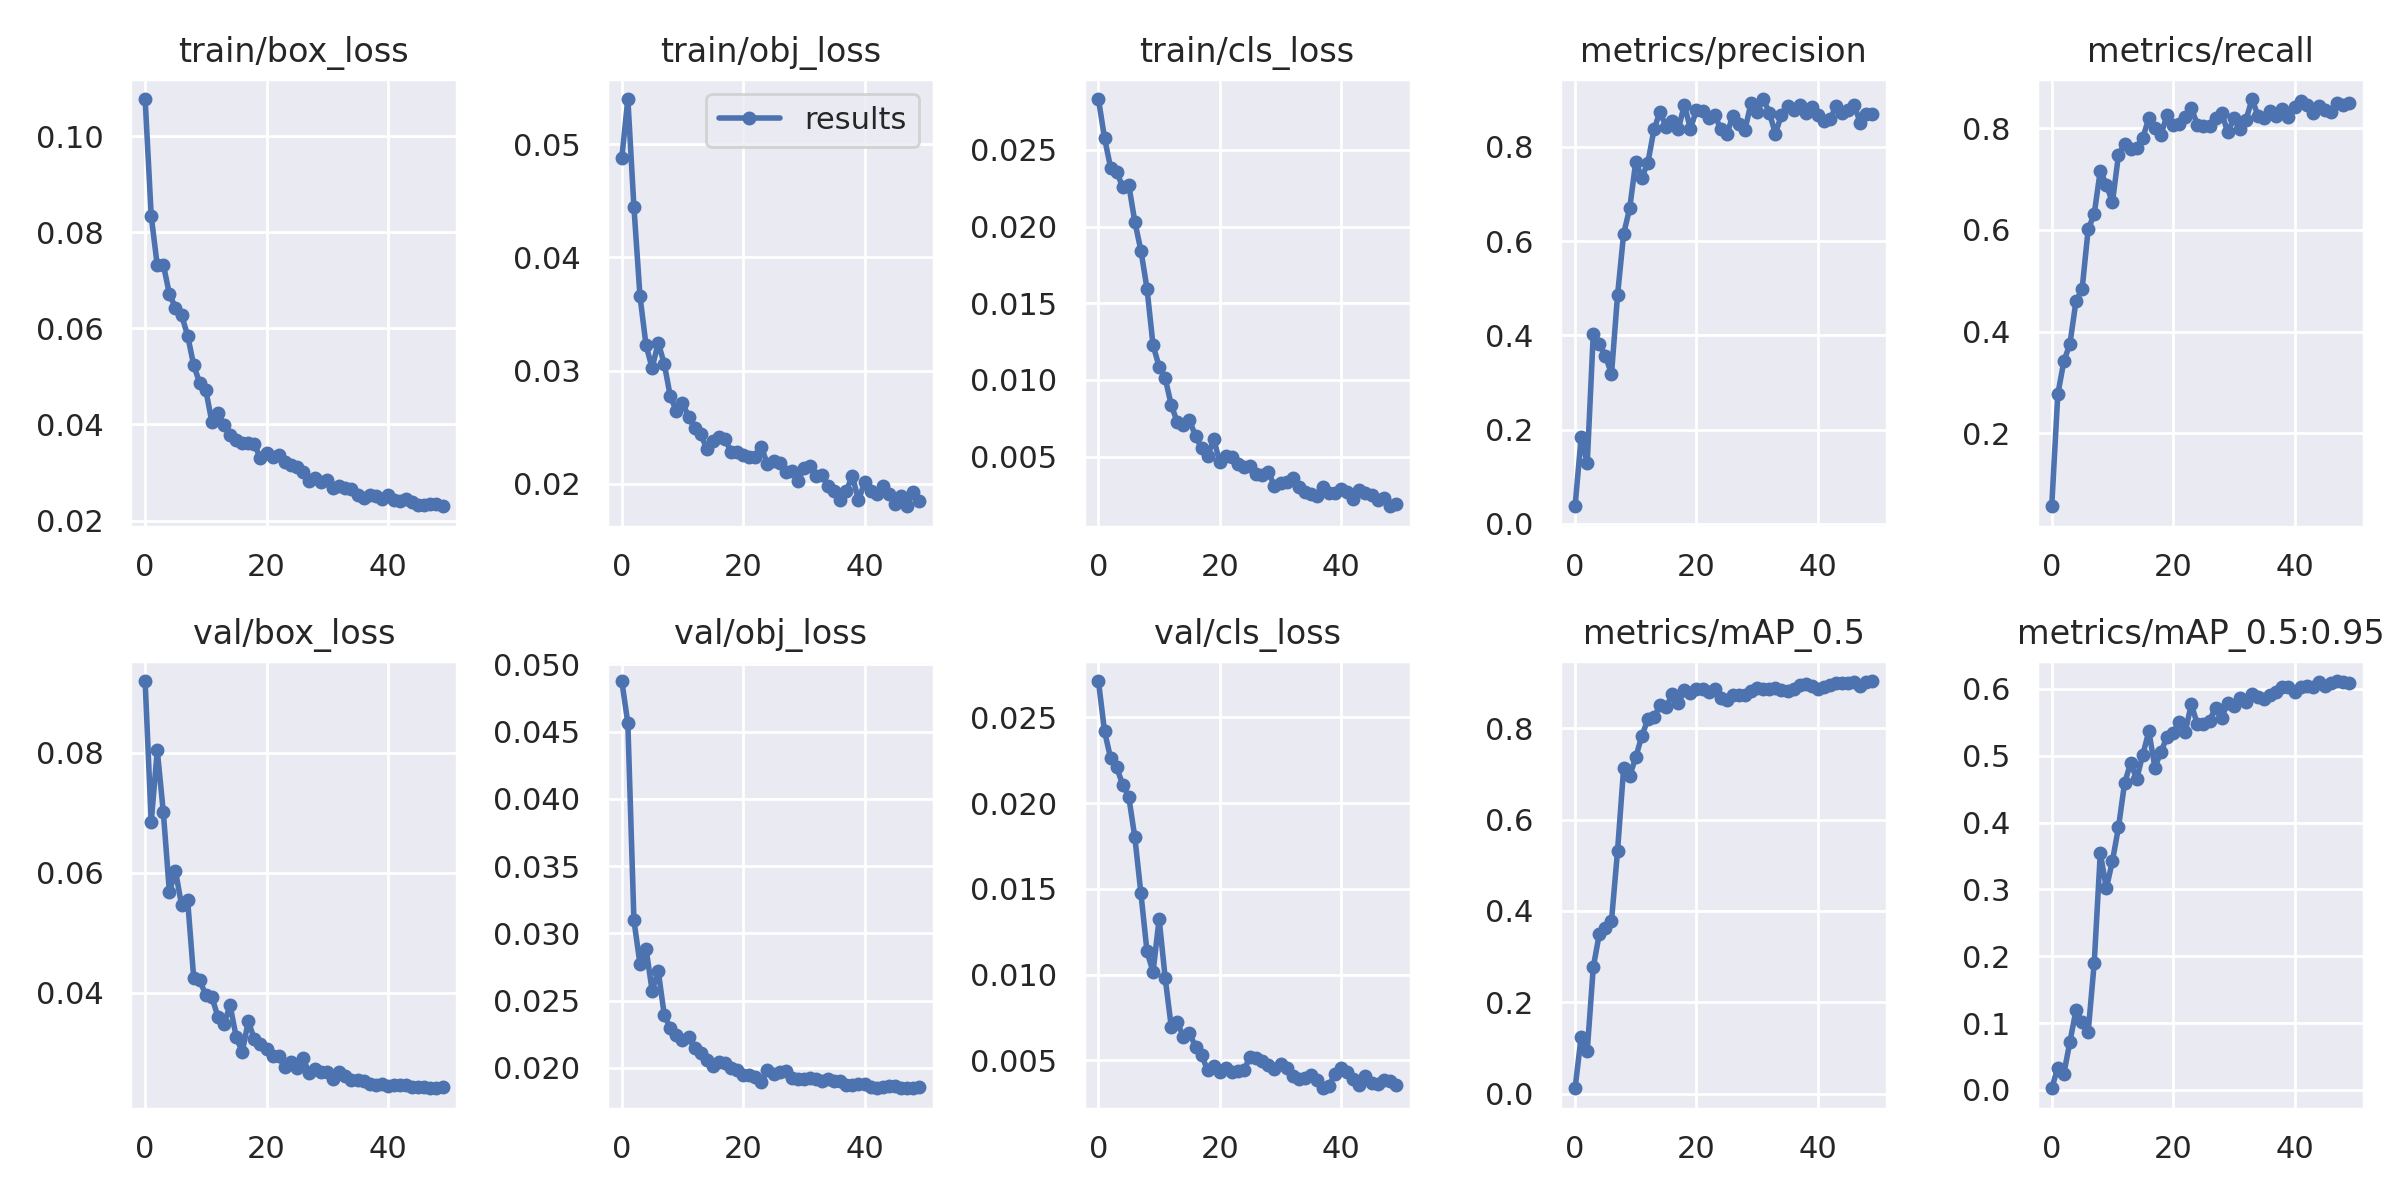 train/box_loss
0.10
0.08
0.06
0.04
0.02
0 20 40
train/obj_loss
results
0.05
0.04
0.03
0.02
0 20 40
train/cls_loss
0.025
0.020
0.015
0.010
0.005
0 20 40
metrics/precision
0.8
0.6
0.4
0.2
0.0
0 20 40
metrics/recall
0.8
0.6
0.4
0.2
0 20 40
val/box_loss
0.08
0.06
0.04
0 20 40
val/obj_loss
0.050
0.045
0.040
0.035
0.030
0.025
0.020
0 20 40
val/cls_loss
0.025
0.020
0.015
0.010
0.005
0 20 40
metrics/mAP_0.5
0.8
0.6
0.4
0.2
0.0
0 20 40
metrics/mAP_0.5:0.95
0.6
0.5
0.4
0.3
0.2
0.1
0.0
0 20 40